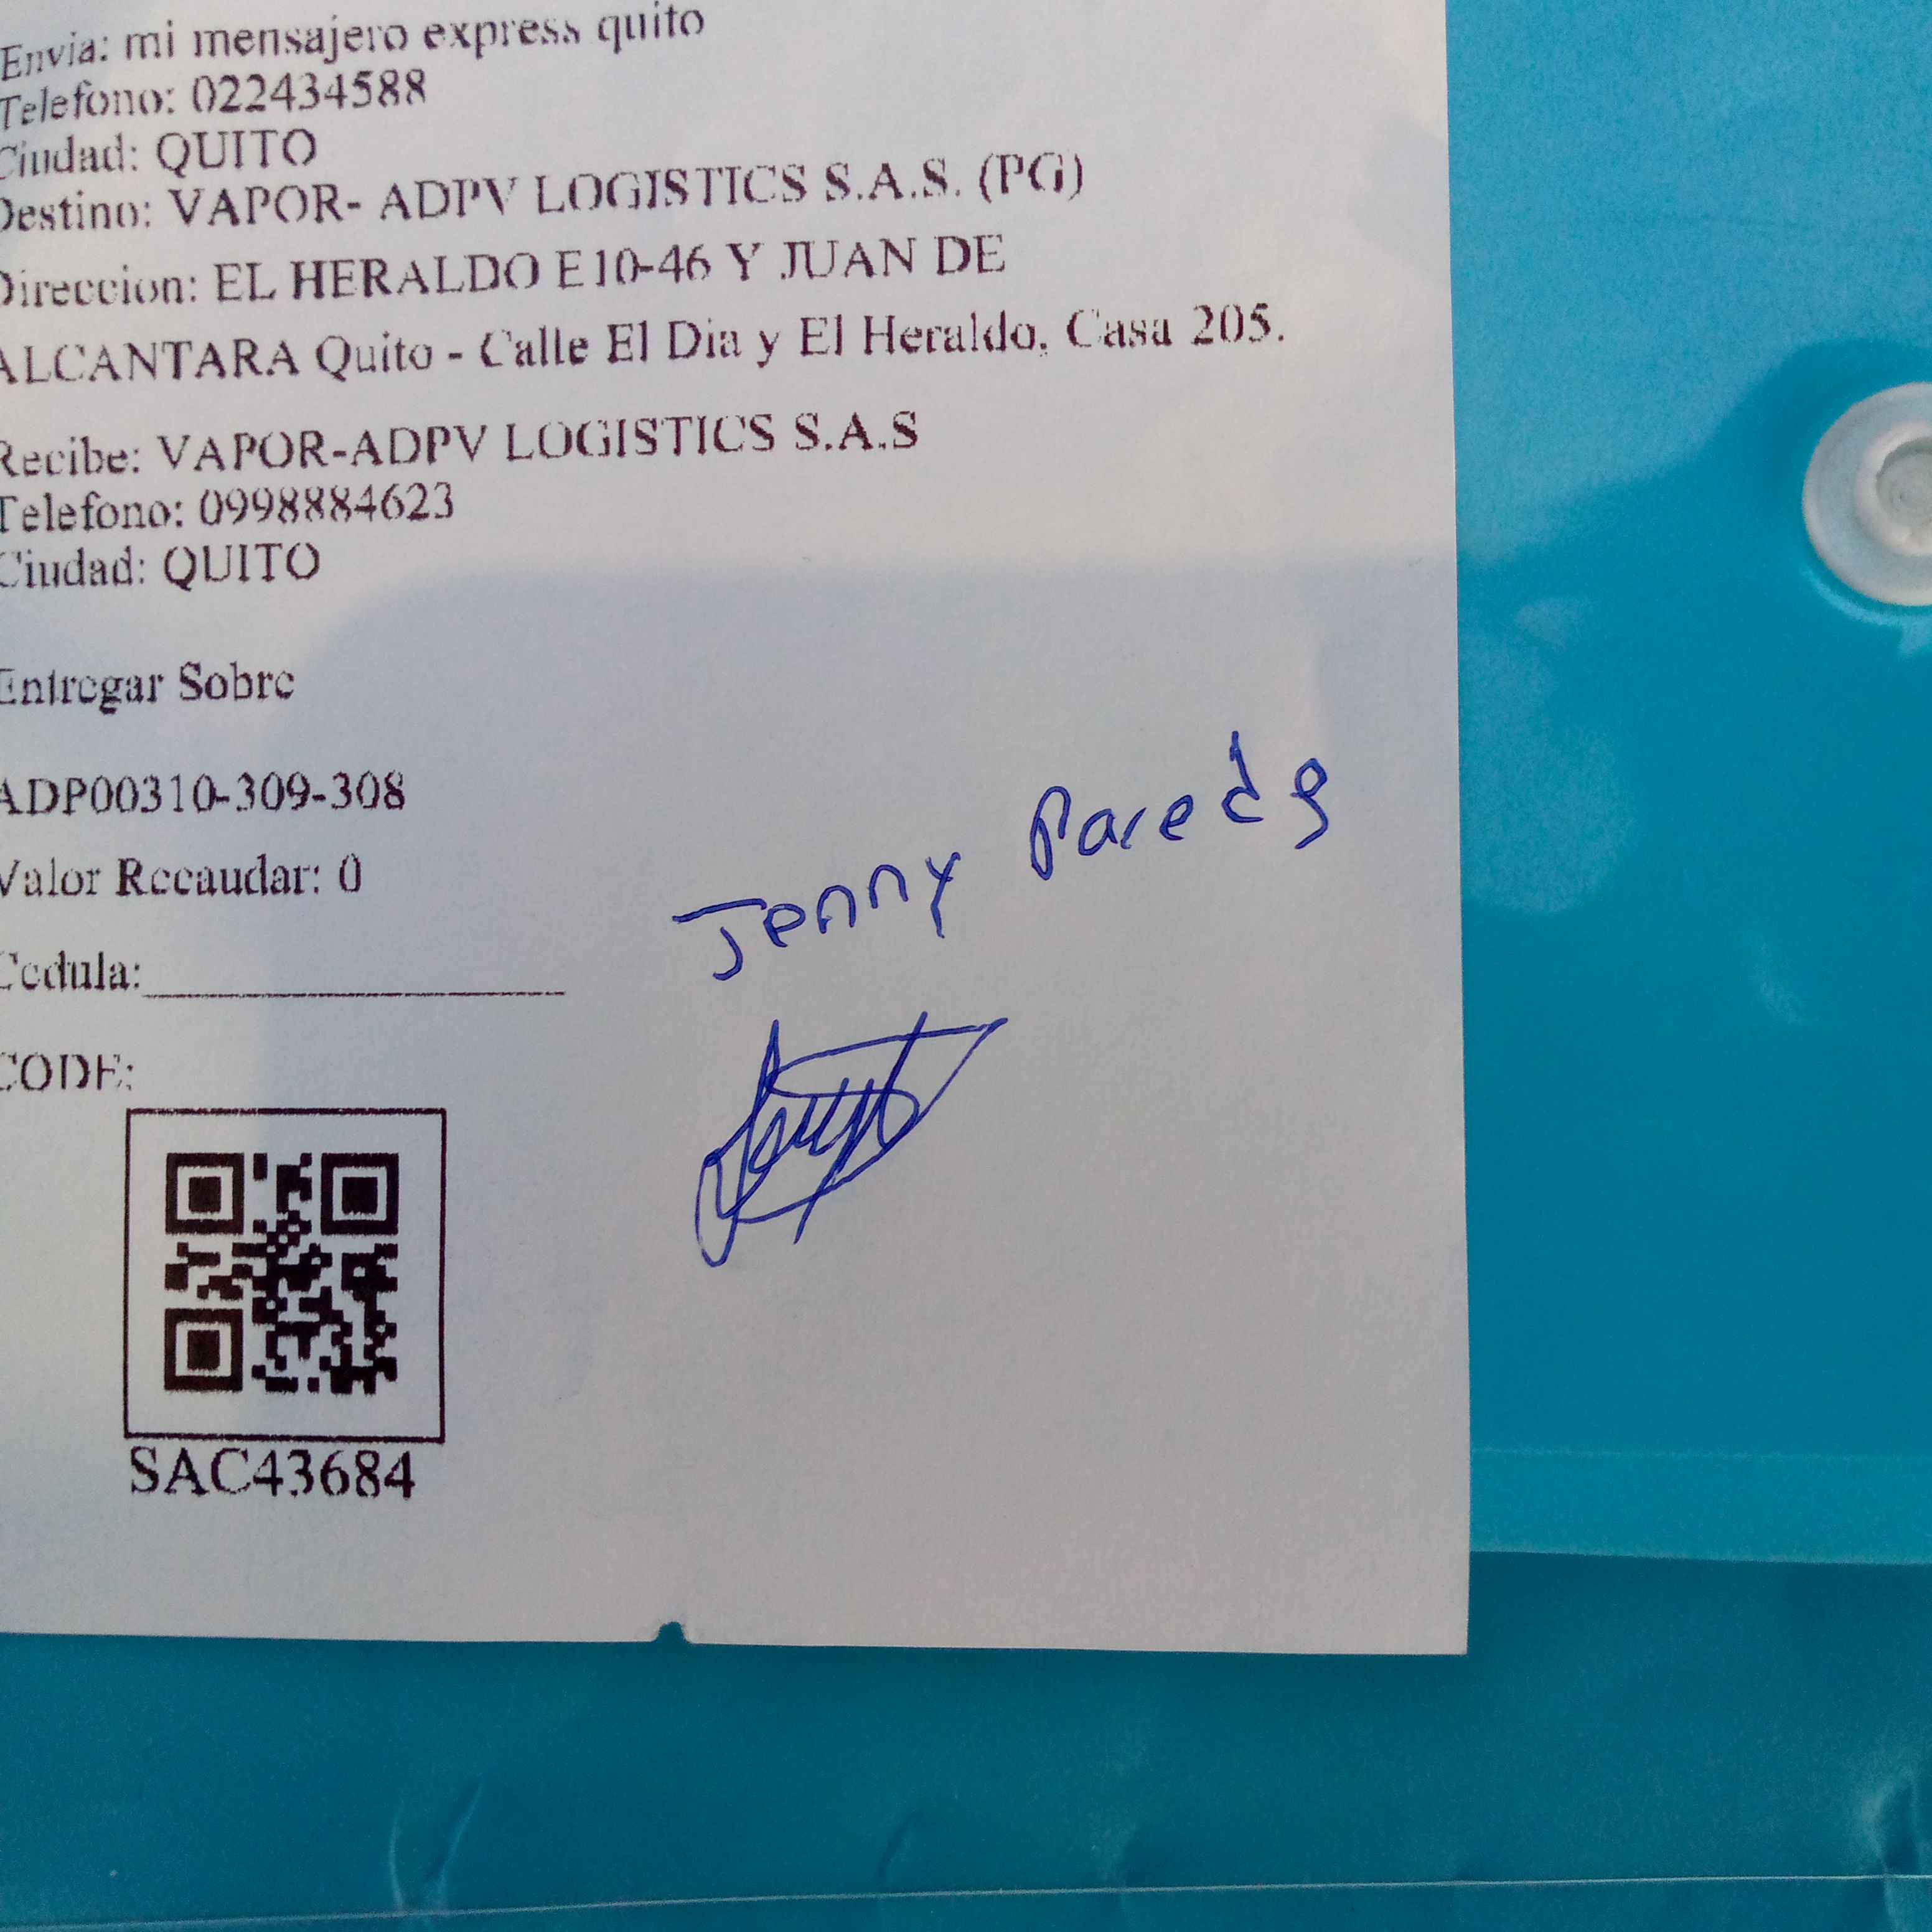 Envia: mi mensajero express quito
Telefono: 022434588
Ciudad: QUITO
Destino: VAPOR- ADPV LOGISTICS S.A.S. (PG)
Direccion: EL HERALDO E10-46 Y JUAN DE
ALCANTARA Quito - Calle El Dia y El Heraldo, Casa 205.
Recibe: VAPOR-ADPV LOGISTICS S.A.S
Telefono: 0998884623
Ciudad: QUITO
Entregar Sobre
ADP00310-309-308
Valor Recaudar: 0
Jenny Paredes
Cedula:
CODE:
SAC43684